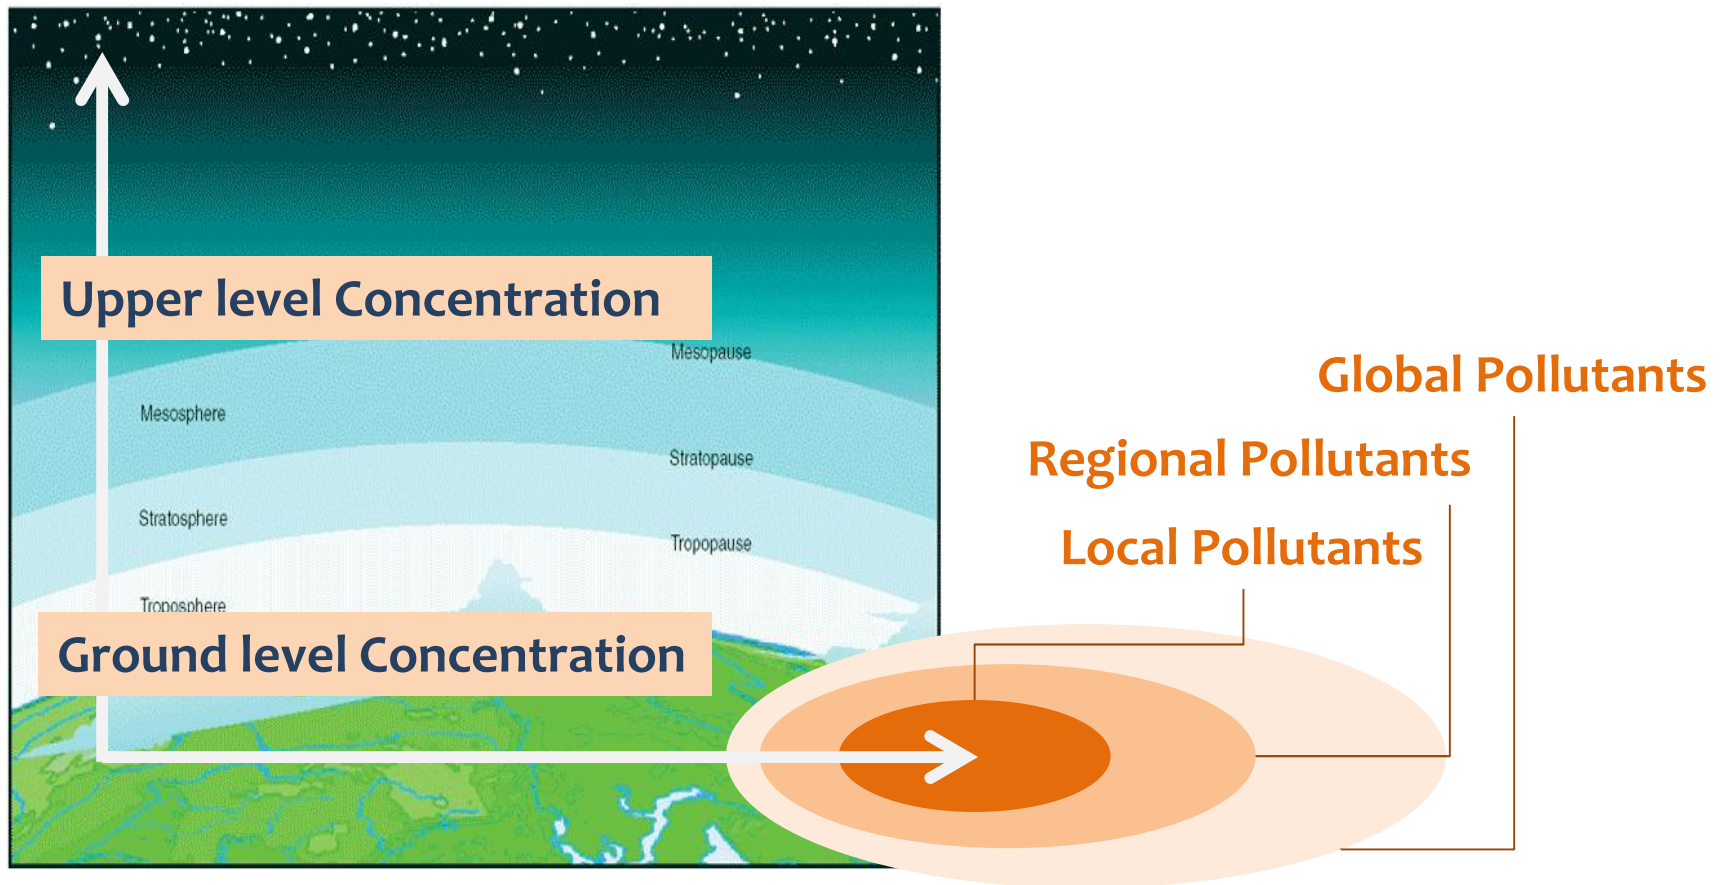 Upper level Concentration
Mesopause
Mesosphere
Stratopause
Stratosphere
Tropopause
Troposphere
Ground level Concentration
Global Pollutants
Regional Pollutants
Local Pollutants